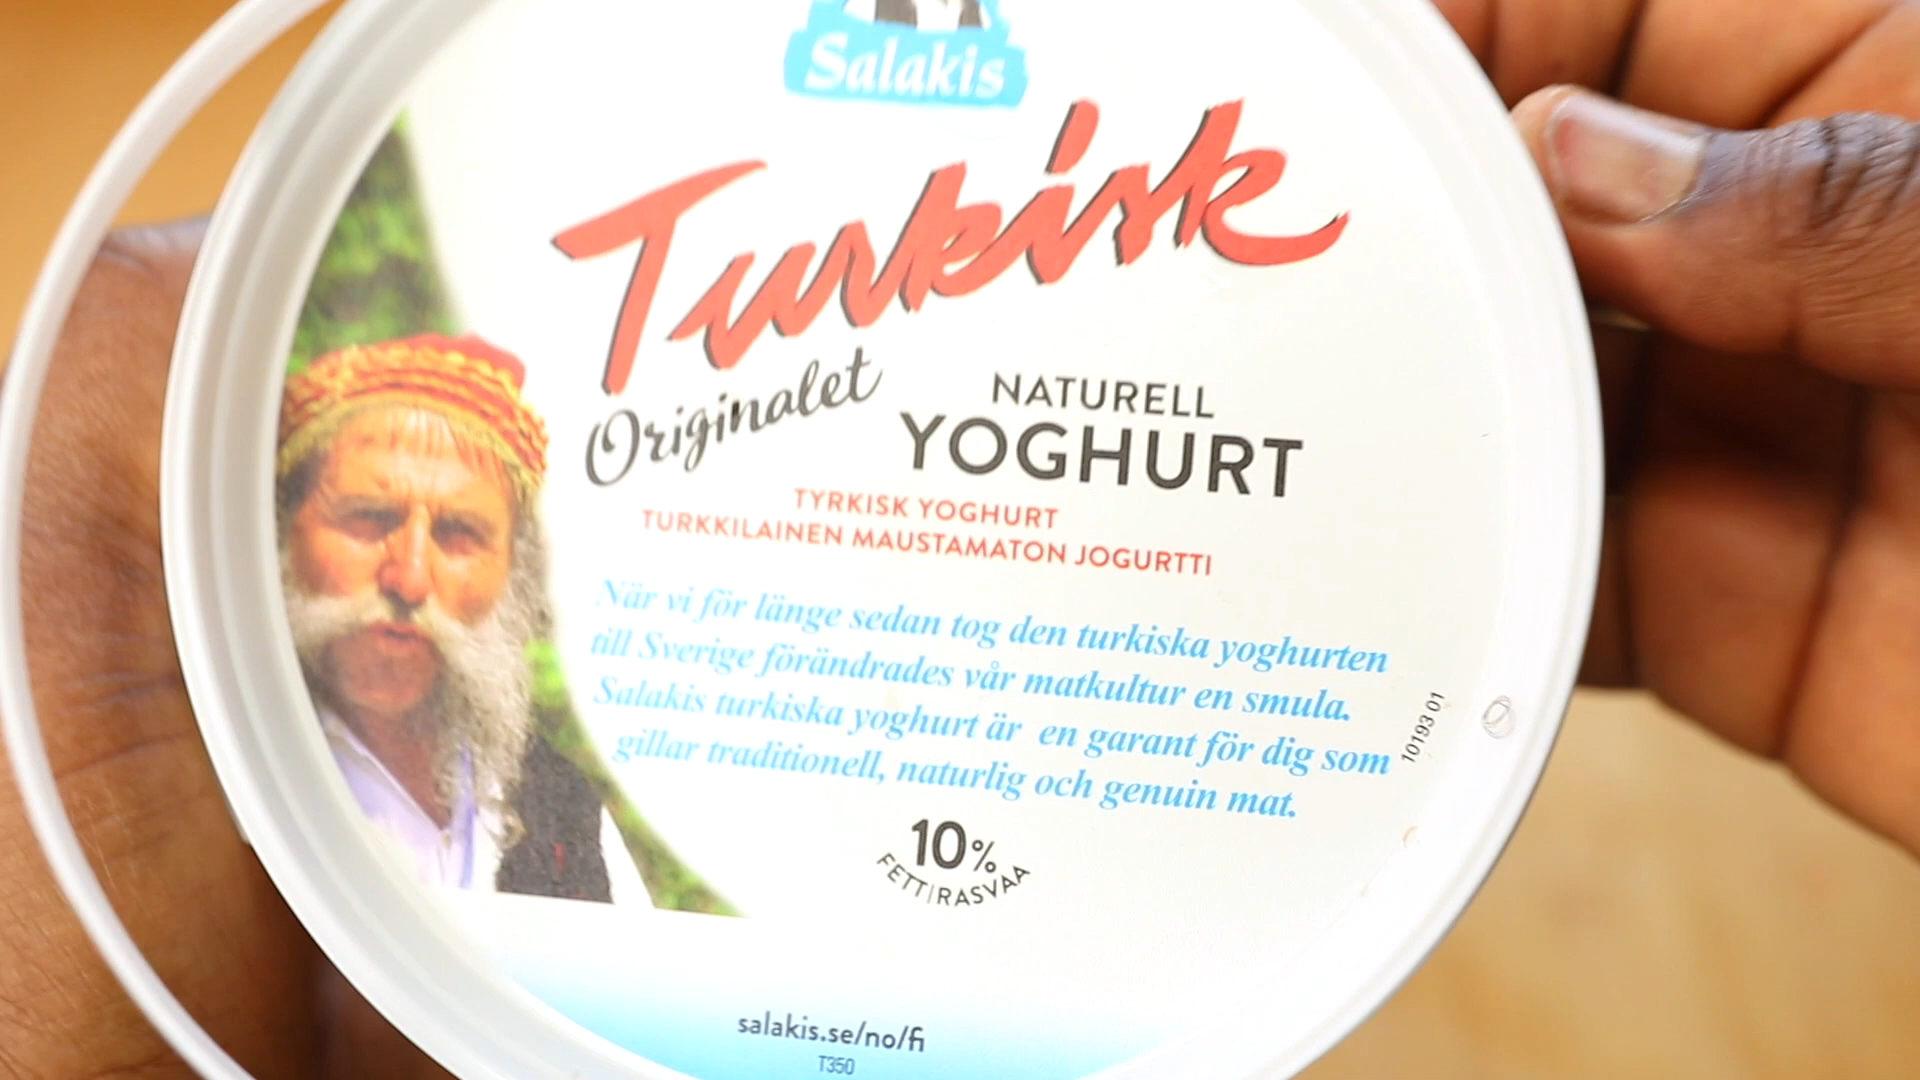 Salakis
Turkisk
Originalet
NATURELL
YOGHURT
TYRKISK YOGHURT
TURKKILAINEN MAUSTAMATON JOGURTTI
När vi för länge sedan tog den turkiska yoghurten
till Sverige förändrades vår matkultur en smula.
Salakis turkiska yoghurt är en garant för dig som
gillar traditionell, naturlig och genuin mat.
10193 01
10%
FETT/RASVAA
salakis.se/no/fi
T350